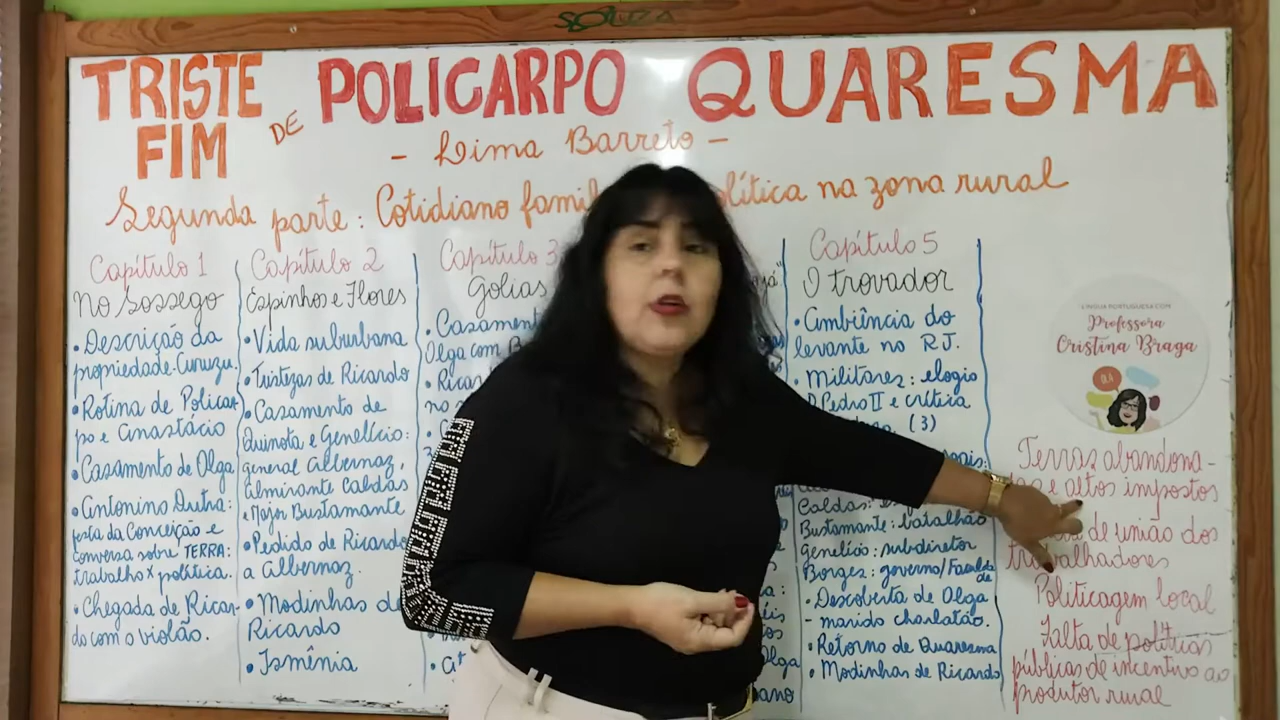 SOUZA
TRISTE FIM DE POLICARPO QUARESMA
- Lima Barreto -
Segunda parte: Cotidiano política na zona rural
Capítulo 1
No Sossego
• Descrição da
propriedade-Curuzu.
• Rotina de Policar
po e Anastácio
• Casamento de Olga
• Antonino Dutra:
festa da Conceição e
conversa sobre TERRA:
trabalho x política.
• Chegada de Ricar-
do com o violão.
Capítulo 2
Espinhos e Flores
• Vida suburbana
• Tristezas de Ricardo
• Casamento de
Quinota e Genelício:
general Albernaz,
Almirante Caldas
e Major Bustamante
• Pedido de Ricardo
a Albernaz.
• Modinhas de
Ricardo
• Ismênia
Capítulo 3
Golias
Olga com
no
Olga
Capítulo 5
O trovador
• Ambiência do
levante no R.J.
• Militares: elogio
D. Pedro II e crítica
(3)
Caldas:
Bustamante: batalhão
Genelício: subdiretor
Borges: governo/
• Descoberta de Olga
- marido charlatão.
• Retorno de Quaresma
• Modinhas de Ricardo
LÍNGUA PORTUGUESA COM
Professora
Cristina Braga
Olá
Terras abandona-
e altos impostos
de união dos
trabalhadores
Politicagem local
Falta de políticas
públicas de incentivo ao
produtor rural